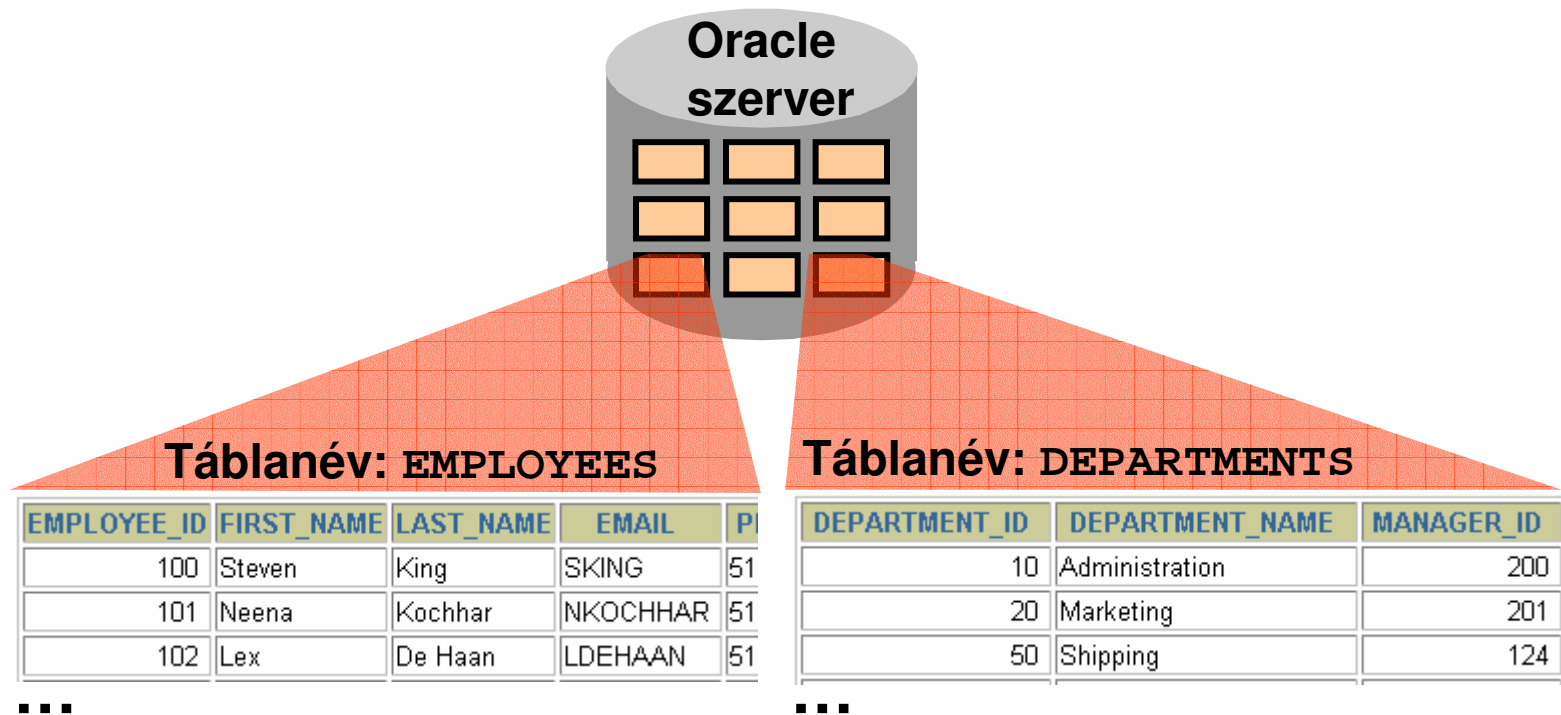 Oracle
szerver
Táblanév: EMPLOYEES
EMPLOYEE_ID FIRST_NAME LAST_NAME EMAIL
100 Steven King SKING 51
101 Neena Kochhar NKOCHHAR 51
102 Lex De Haan LDEHAAN 51
...
Táblanév: DEPARTMENTS
DEPARTMENT_ID DEPARTMENT_NAME MANAGER_ID
10 Administration 200
20 Marketing 201
50 Shipping 124
...